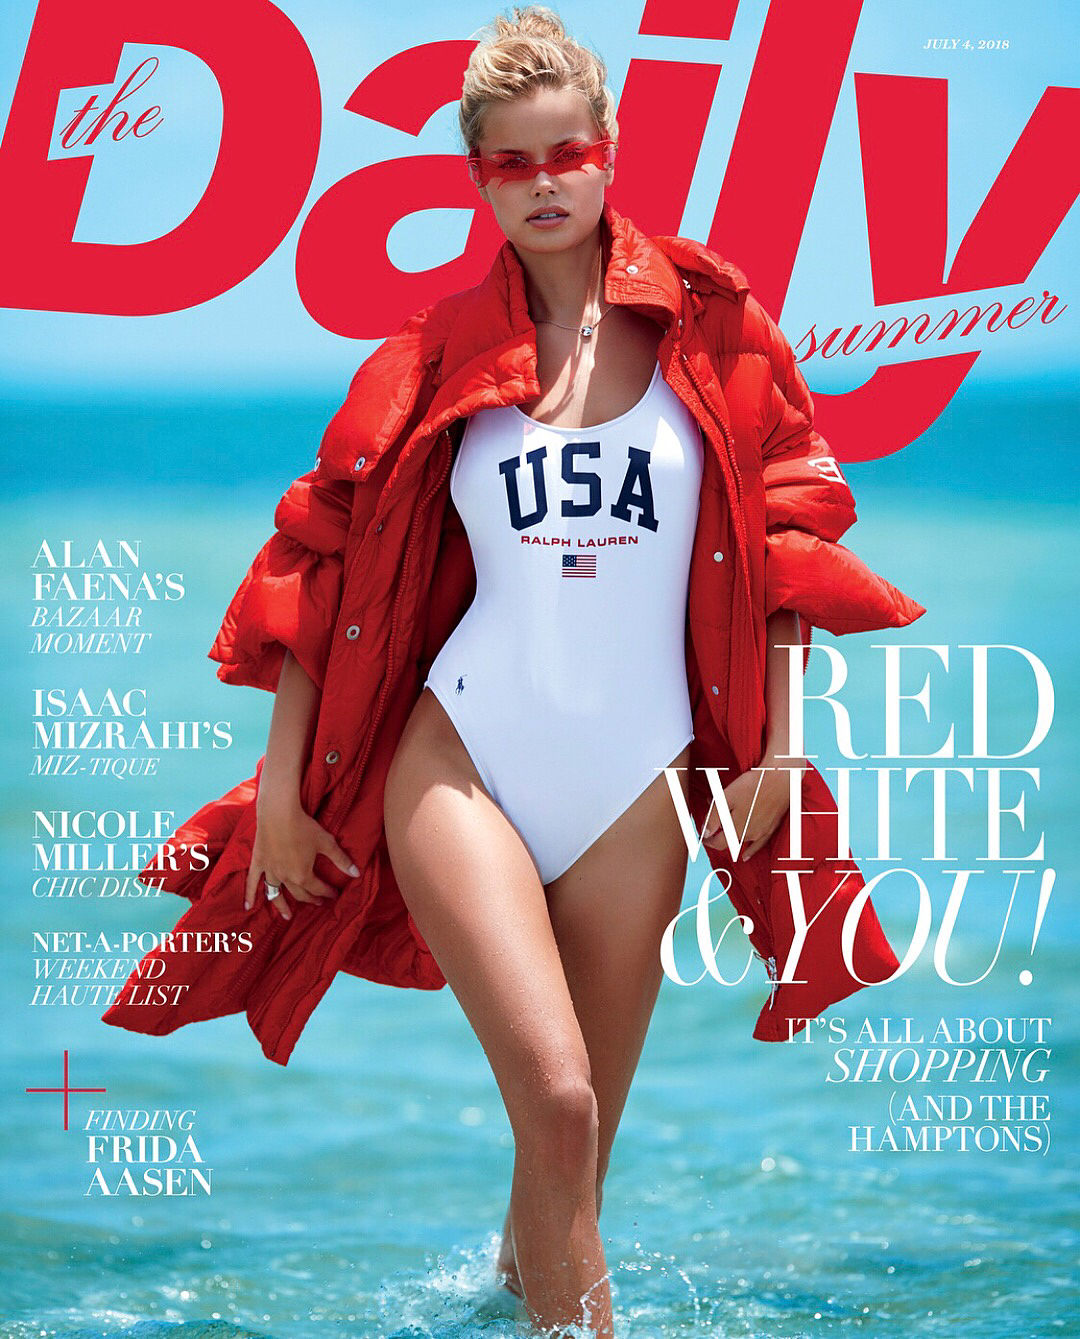 the
Daily
summer
JULY 4, 2018
USA
RALPH LAUREN
ALAN
FAENA'S
BAZAAR
MOMENT
ISAAC
MIZRAHI'S
MIZ-TIQUE
NICOLE
MILLER'S
CHIC DISH
NET-A-PORTER'S
WEEKEND
HAUTE LIST
FINDING
FRIDA
AASEN
RED
WHITE
& YOU!
IT'S ALL ABOUT
SHOPPING
(AND THE
HAMPTONS)